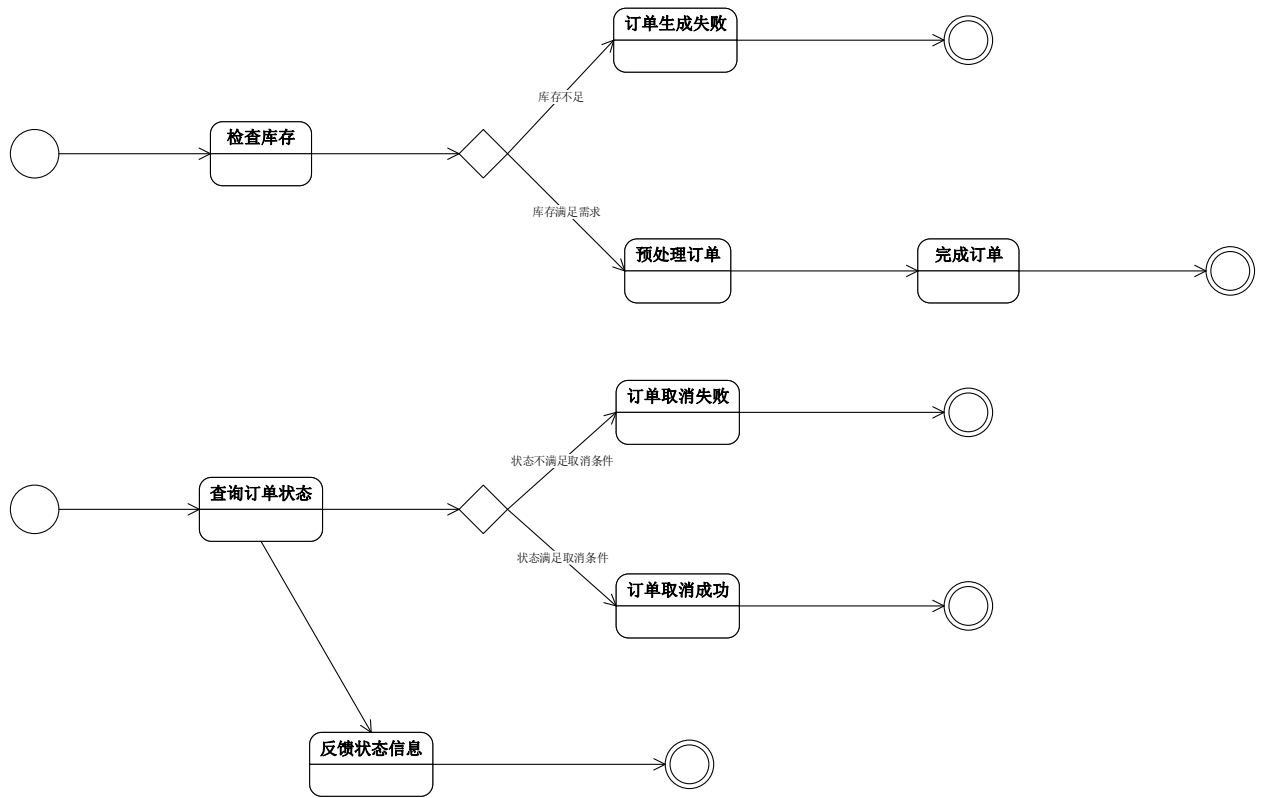 订单生成失败
库存不足
检查库存
库存满足需求
预处理订单
完成订单
订单取消失败
状态不满足取消条件
查询订单状态
状态满足取消条件
订单取消成功
反馈状态信息